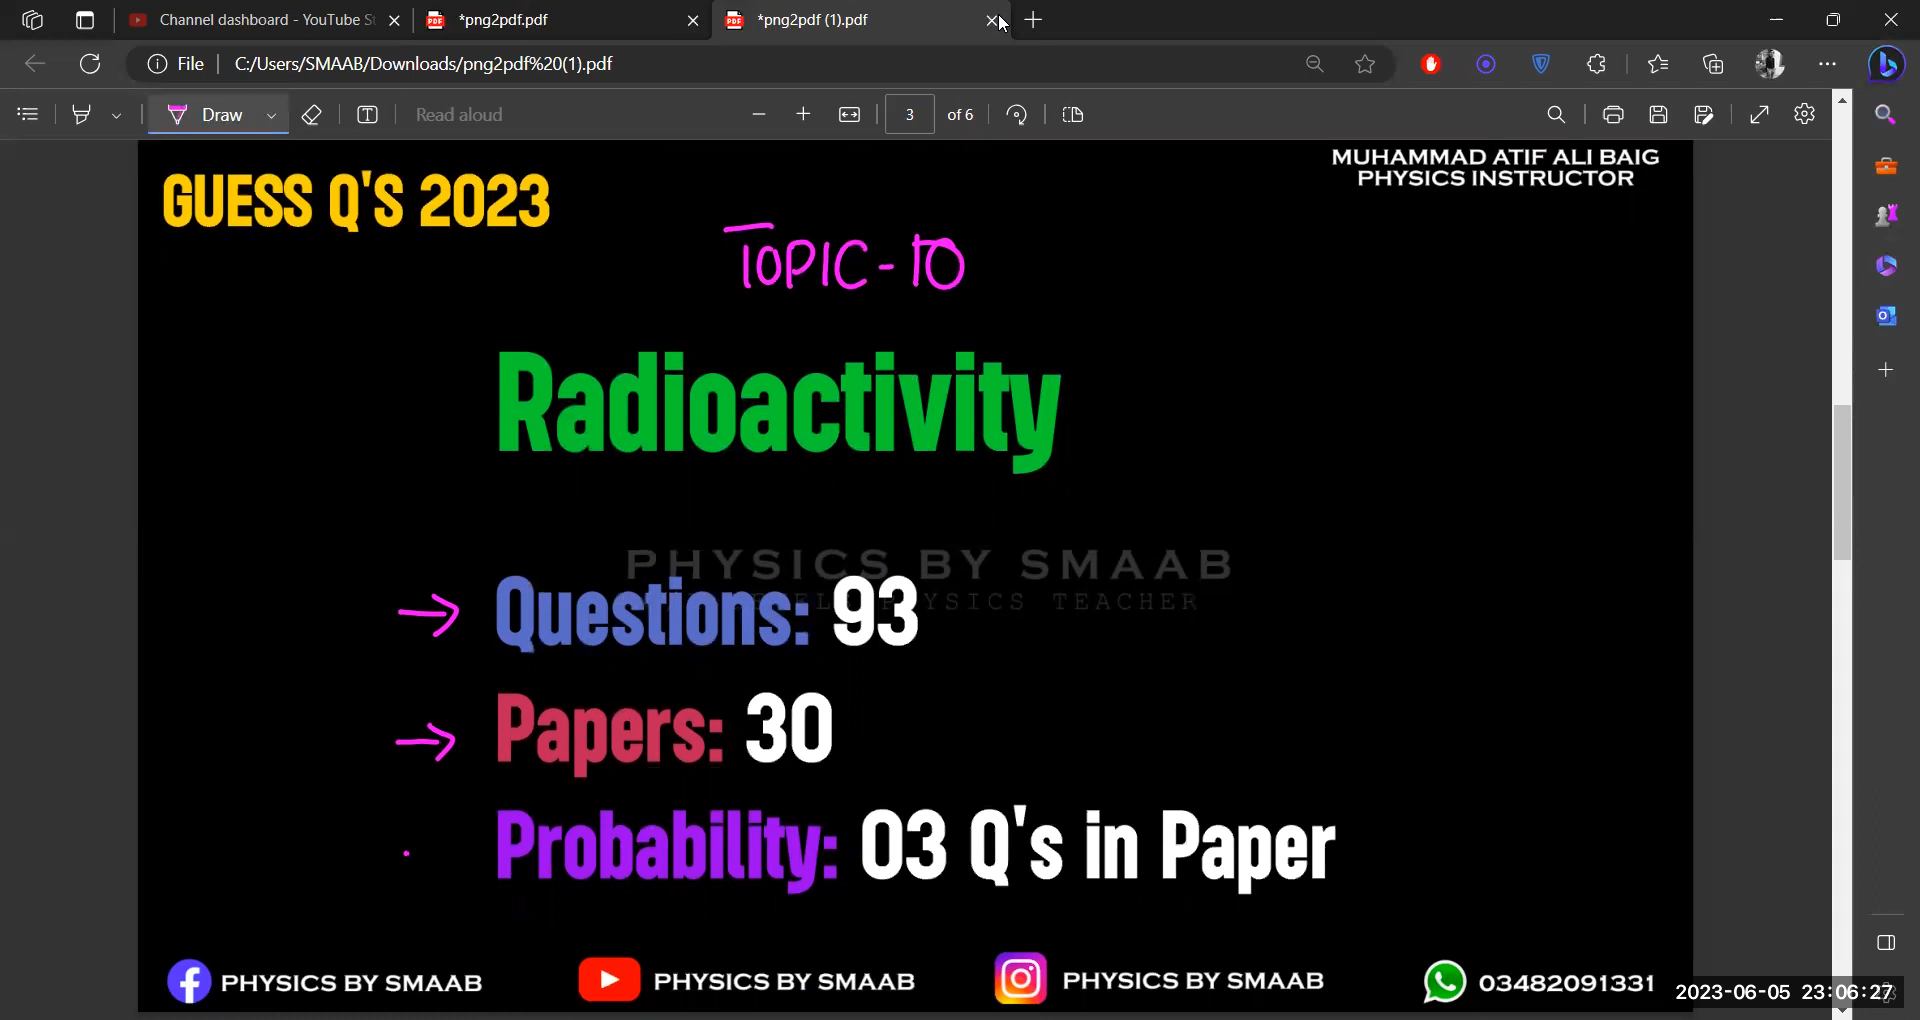 Channel dashboard - YouTube St
*png2pdf.pdf
*png2pdf (1).pdf
File
C:/Users/SMAAB/Downloads/png2pdf%20(1).pdf
Draw
Read aloud
3
of 6
GUESS Q'S 2023
MUHAMMAD ATIF ALI BAIG
PHYSICS INSTRUCTOR
TOPIC-10
Radioactivity
PHYSICS BY SMAAB
TEACHER
Questions: 93
Papers: 30
Probability: 03 Q's in Paper
PHYSICS BY SMAAB
PHYSICS BY SMAAB
PHYSICS BY SMAAB
03482091331
2023-06-05 23:06:27